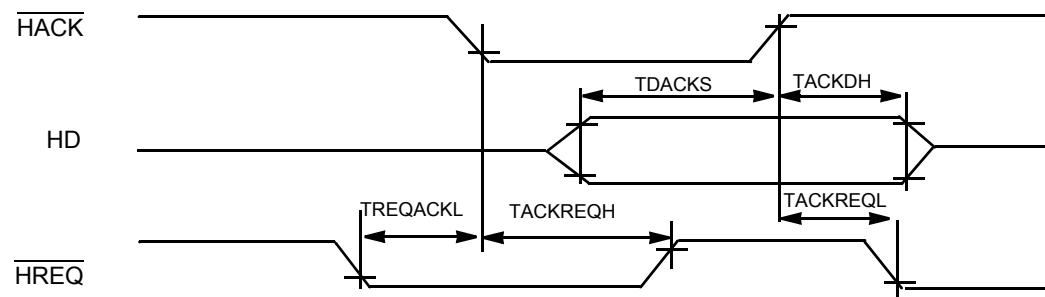 HACK
TDACKS
TACKDH
HD
TREQACKL
TACKREQH
TACKREQL
HREQ